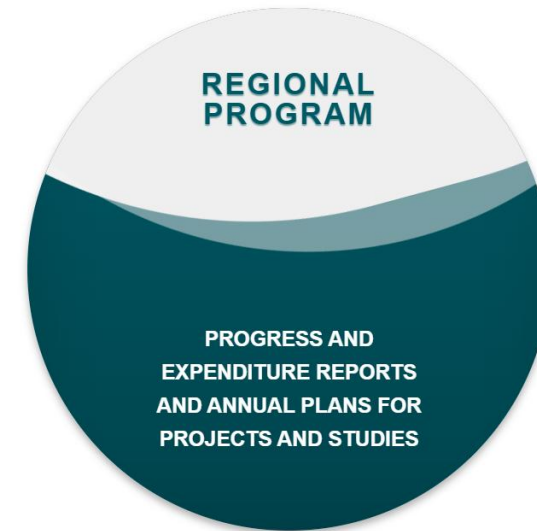 REGIONAL
PROGRAM
PROGRESS AND
EXPENDITURE REPORTS
AND ANNUAL PLANS FOR
PROJECTS AND STUDIES